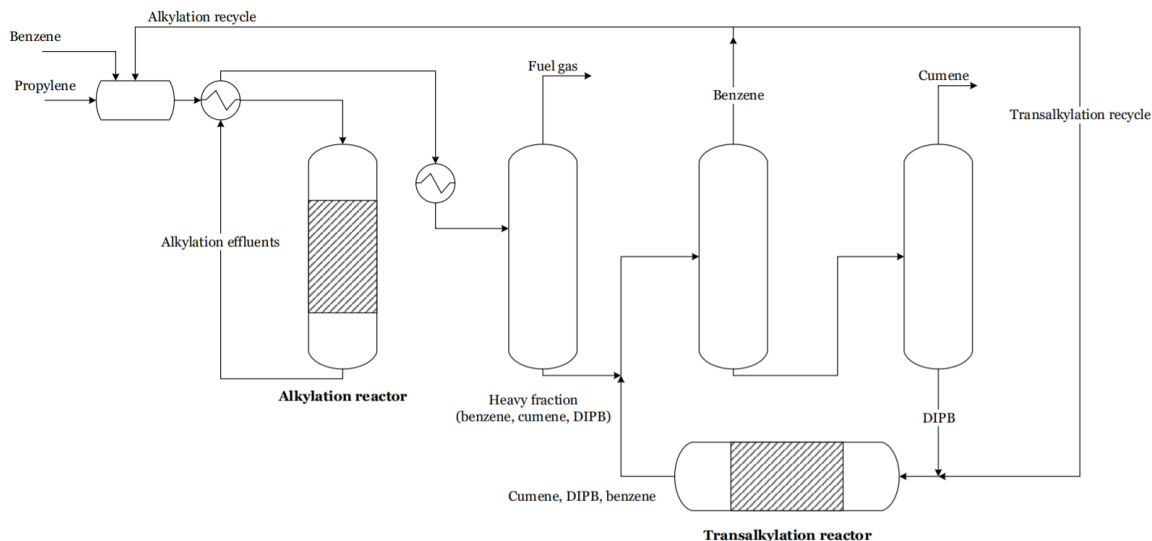 Alkylation recycle
Benzene
Propylene
Fuel gas
Cumene
Benzene
Transalkylation recycle
Alkylation effluents
Alkylation reactor
Heavy fraction
(benzene, cumene, DIPB)
DIPB
Cumene, DIPB, benzene
Transalkylation reactor